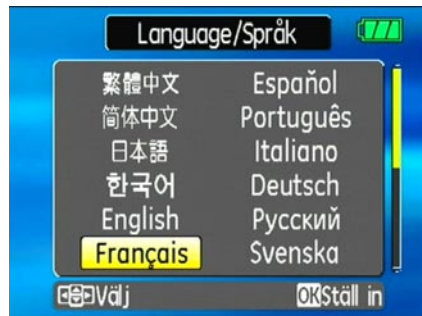 Language/Språk
繁體中文 Español
简体中文 Português
日本語 Italiano
한국어 Deutsch
English Русский
Français Svenska
Välj OK Ställ in